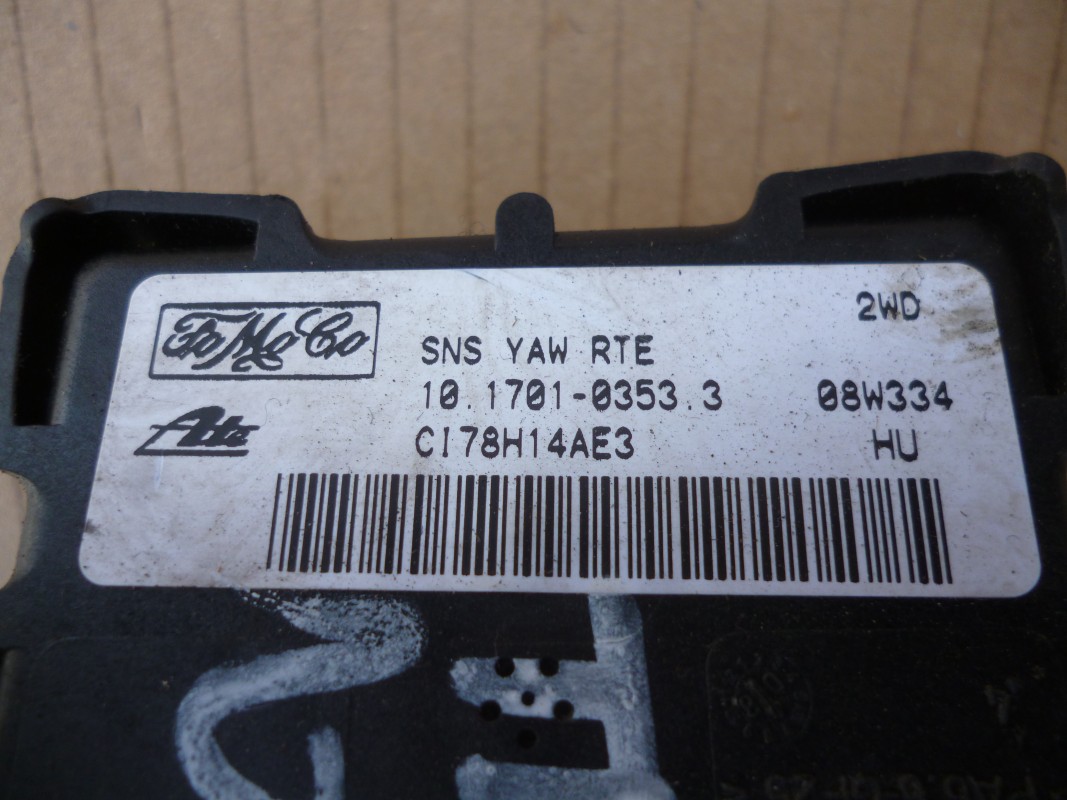 FoMoCo
2WD
SNS YAW RTE
10.1701-0353.3 08W334
Ate
CI78H14AE3 HU